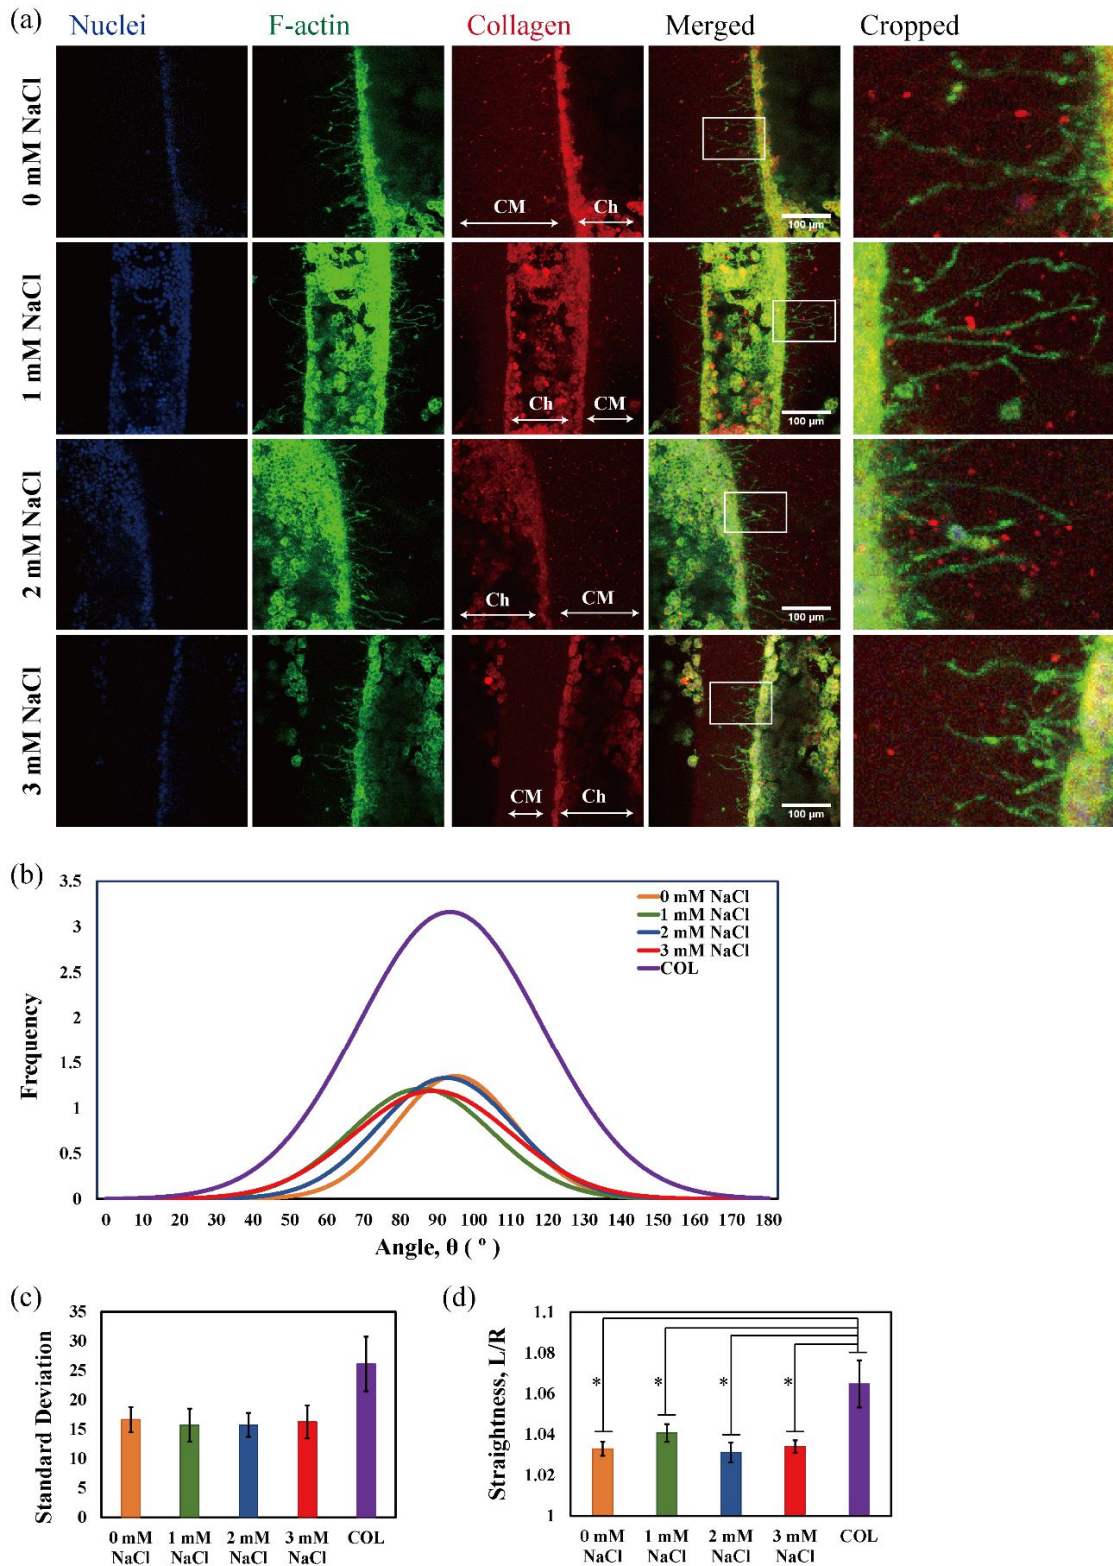 (a)
Nuclei F-actin Collagen Merged Cropped
0 mM NaCl
CM Ch
100 μm
1 mM NaCl
Ch CM
100 μm
2 mM NaCl
Ch CM
100 μm
3 mM NaCl
CM Ch
100 μm
(b)
Frequency
3.5
3
2.5
2
1.5
1
0.5
0
0 mM NaCl
1 mM NaCl
2 mM NaCl
3 mM NaCl
COL
0 10 20 30 40 50 60 70 80 90 100 110 120 130 140 150 160 170 180
Angle, θ ( º )
(c)
Standard Deviation
35
30
25
20
15
10
5
0
0 mM 1 mM 2 mM 3 mM COL
NaCl NaCl NaCl NaCl
(d)
Straightness, L/R
1.1
1.08
1.06
1.04
1.02
1
* * * *
0 mM 1 mM 2 mM 3 mM COL
NaCl NaCl NaCl NaCl